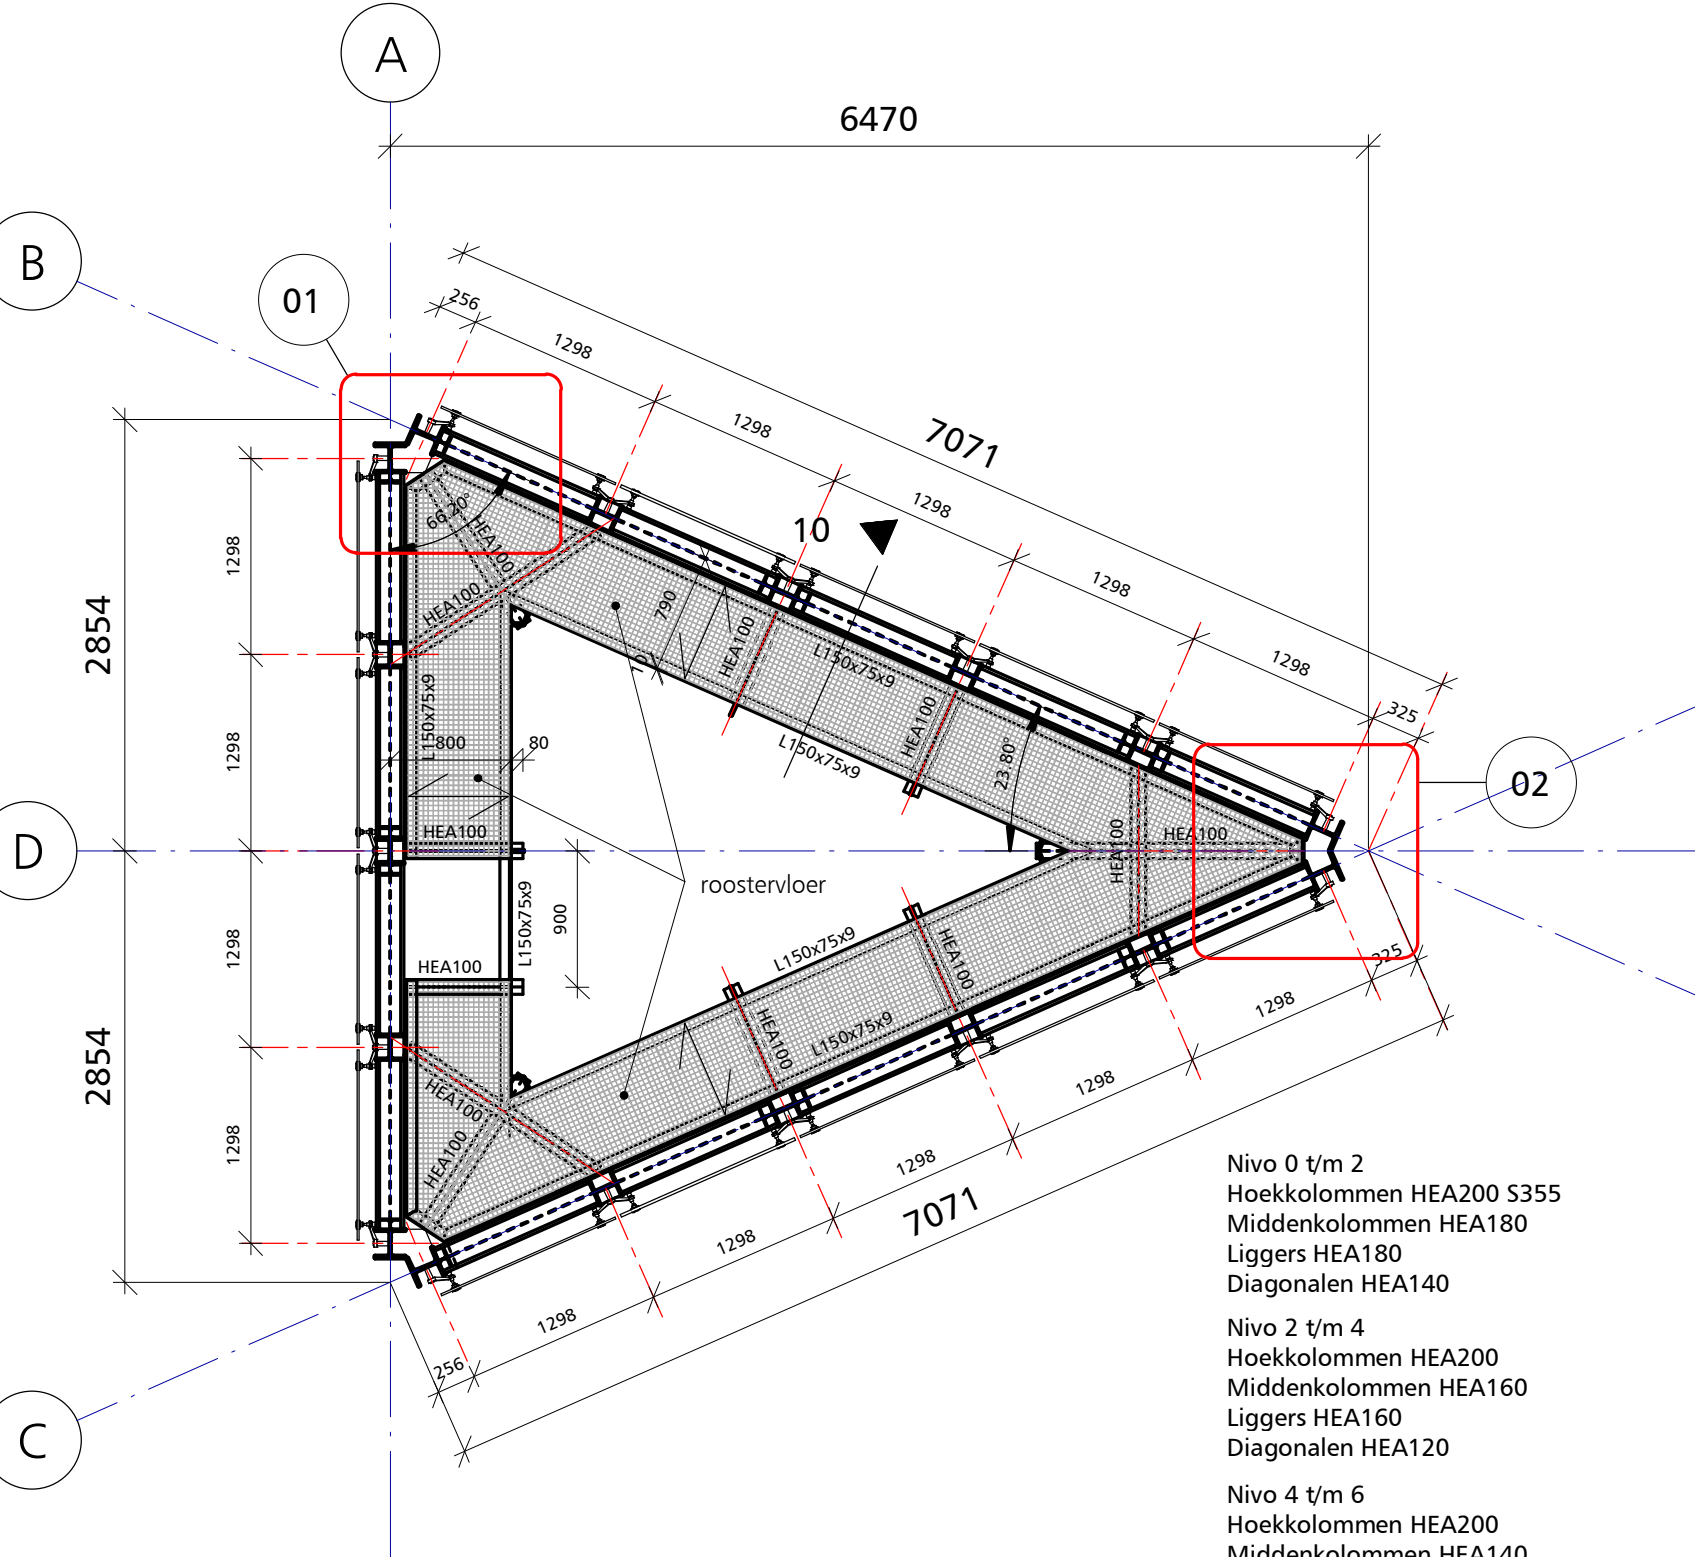 A
6470
B
01
256
1298
1298
7071
1298
10
1298
1298
325
66.20°
HEA100
HEA100
1298
2854
790
10
HEA100
L150x75x9
HEA100
L150x75x9
23.80°
L150x75x9
1298
800
80
HEA100
HEA100
HEA100
02
D
roostervloer
L150x75x9
900
HEA100
L150x75x9
HEA100
HEA100
L150x75x9
325
1298
1298
1298
1298
1298
1298
2854
HEA100
HEA100
7071
256
C
Nivo 0 t/m 2
Hoekkolommen HEA200 S355
Middenkolommen HEA180
Liggers HEA180
Diagonalen HEA140
Nivo 2 t/m 4
Hoekkolommen HEA200
Middenkolommen HEA160
Liggers HEA160
Diagonalen HEA120
Nivo 4 t/m 6
Hoekkolommen HEA200
Middenkolommen HEA140